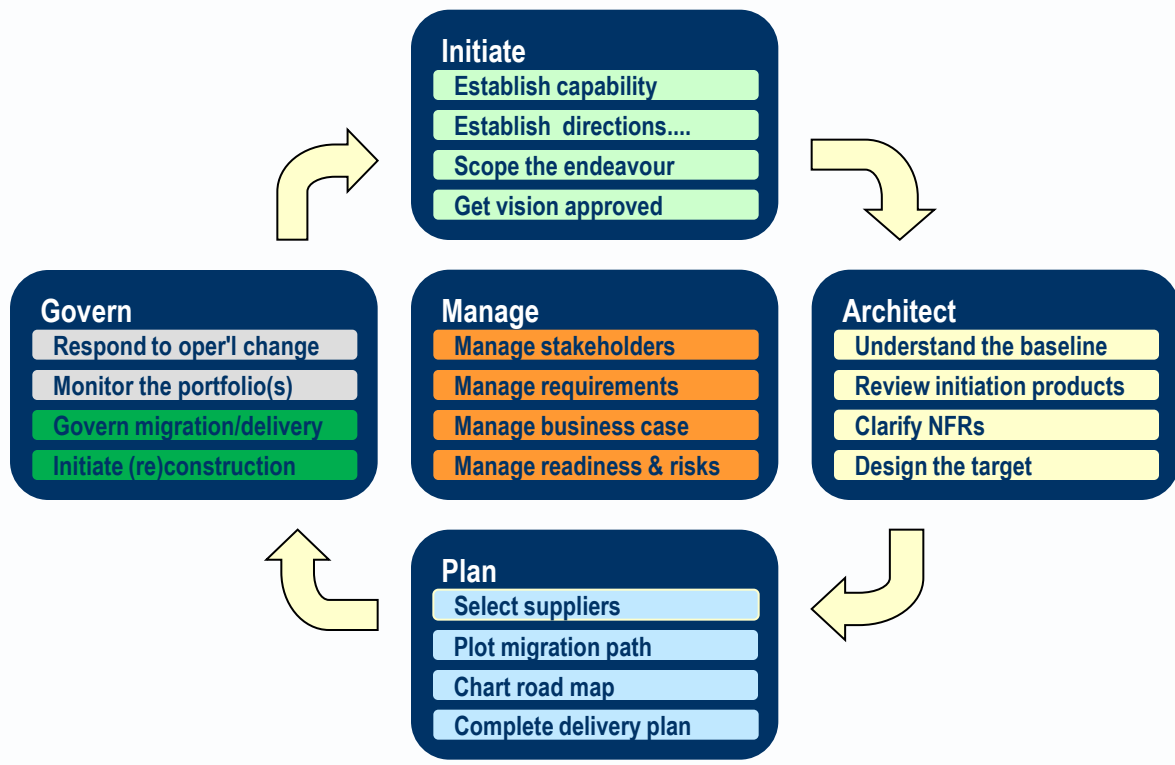 Initiate
Establish capability
Establish directions....
Scope the endeavour
Get vision approved
Govern
Respond to oper'l change
Monitor the portfolio(s)
Govern migration/delivery
Initiate (re)construction
Manage
Manage stakeholders
Manage requirements
Manage business case
Manage readiness & risks
Architect
Understand the baseline
Review initiation products
Clarify NFRs
Design the target
Plan
Select suppliers
Plot migration path
Chart road map
Complete delivery plan